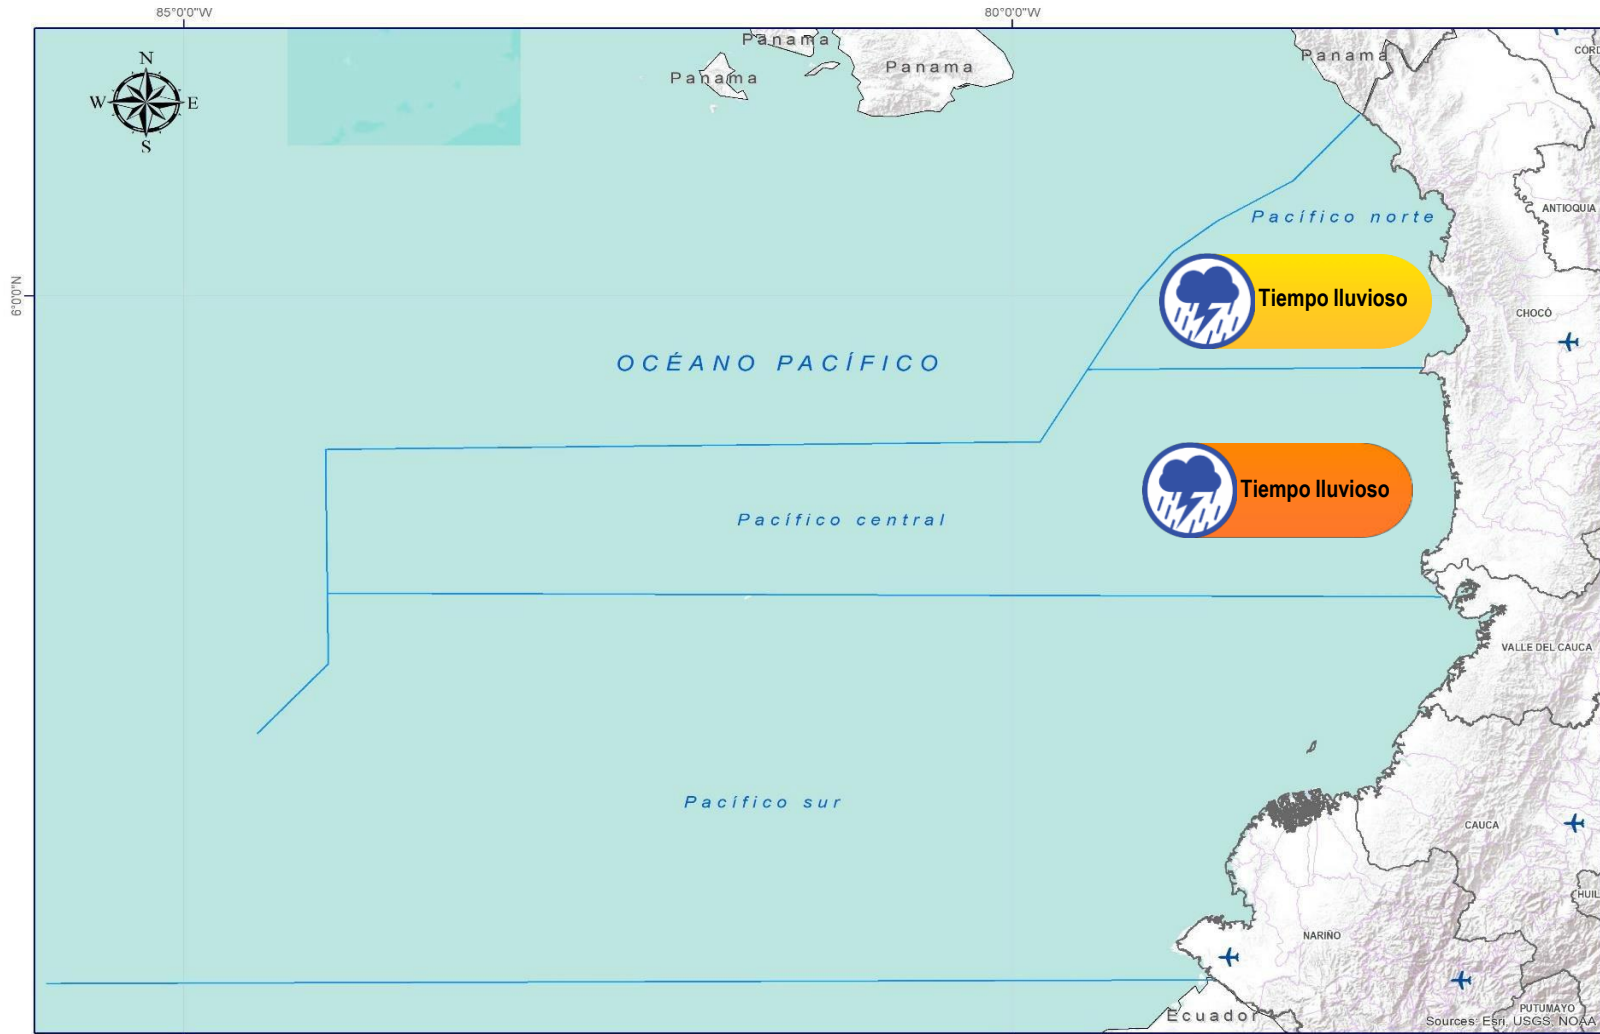 85°0'0"W
80°0'0"W
Panama
Panama
Panama
Panama
N
W
E
S
6°0'0"N
ANTIOQUIA
Pacífico norte
Tiempo lluvioso
CHOCÓ
OCÉANO PACÍFICO
Tiempo lluvioso
Pacífico central
VALLE DEL CAUCA
Pacífico sur
CAUCA
NARIÑO
PUTUMAYO
Ecuador
Sources: Esri, USGS, NOAA